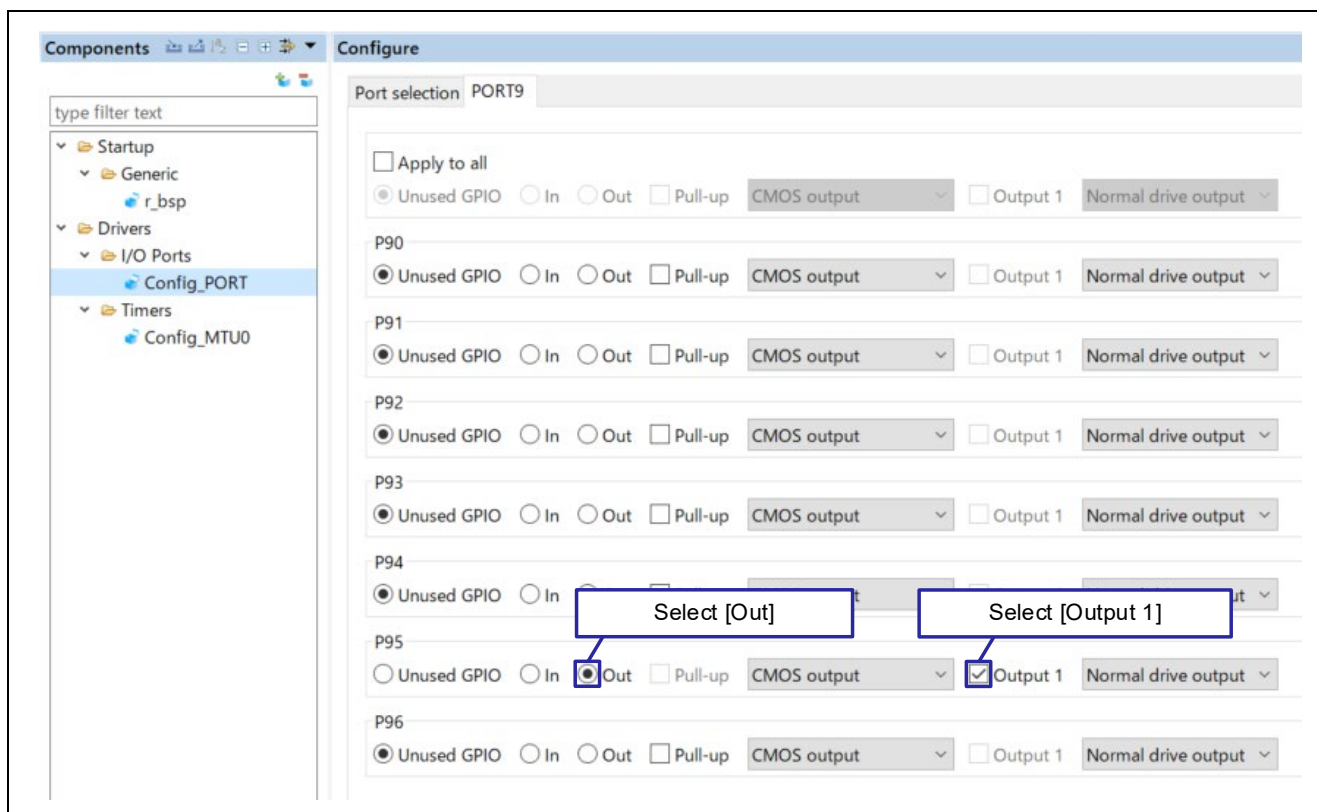 Components
Configure
type filter text
Startup
Generic
r_bsp
Drivers
I/O Ports
Config_PORT
Timers
Config_MTU0
Port selection PORT9
Apply to all
Unused GPIO In Out Pull-up CMOS output Output 1 Normal drive output
P90
Unused GPIO In Out Pull-up CMOS output Output 1 Normal drive output
P91
Unused GPIO In Out Pull-up CMOS output Output 1 Normal drive output
P92
Unused GPIO In Out Pull-up CMOS output Output 1 Normal drive output
P93
Unused GPIO In Out Pull-up CMOS output Output 1 Normal drive output
P94
Unused GPIO In
Select [Out]
Select [Output 1]
P95
Unused GPIO In Out Pull-up CMOS output Output 1 Normal drive output
P96
Unused GPIO In Out Pull-up CMOS output Output 1 Normal drive output